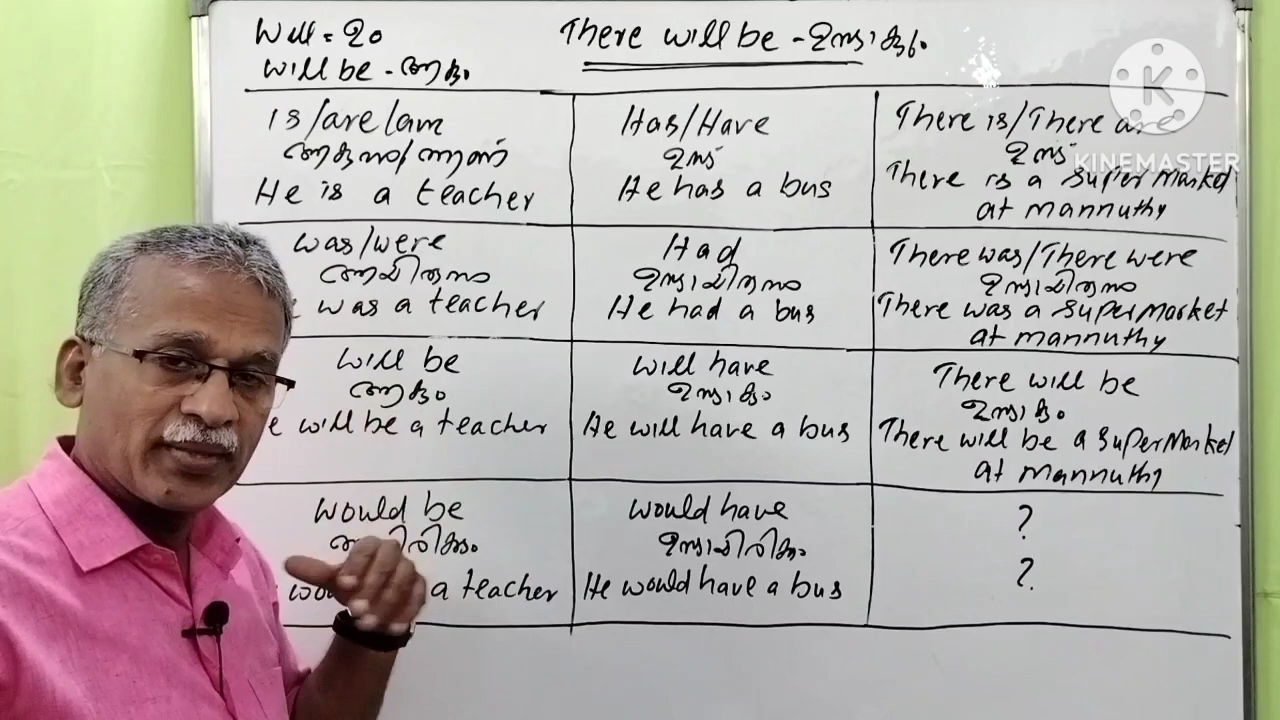 Will = ഉം
There will be - ഉണ്ടാകും
will be - ആകും
is/are/am
ആകുന്നു/ആണ്
He is a teacher
Has/Have
ഉണ്ട്
He has a bus
There is/There are
ഉണ്ട്
There is a Super Market
at mannuthy
was/were
ആയിരുന്നു
was a teacher
Had
ഉണ്ടായിരുന്നു
He had a bus
There was/There were
ഉണ്ടായിരുന്നു
There was a Super Market
at mannuthy
will be
ആകും
will be a teacher
will have
ഉണ്ടാകും
He will have a bus
There will be
ഉണ്ടാകും
There will be a Super Market
at mannuthy
would be
a teacher
would have
ഉണ്ടായിരിക്കും
He would have a bus
?
?
K
KINEMASTER